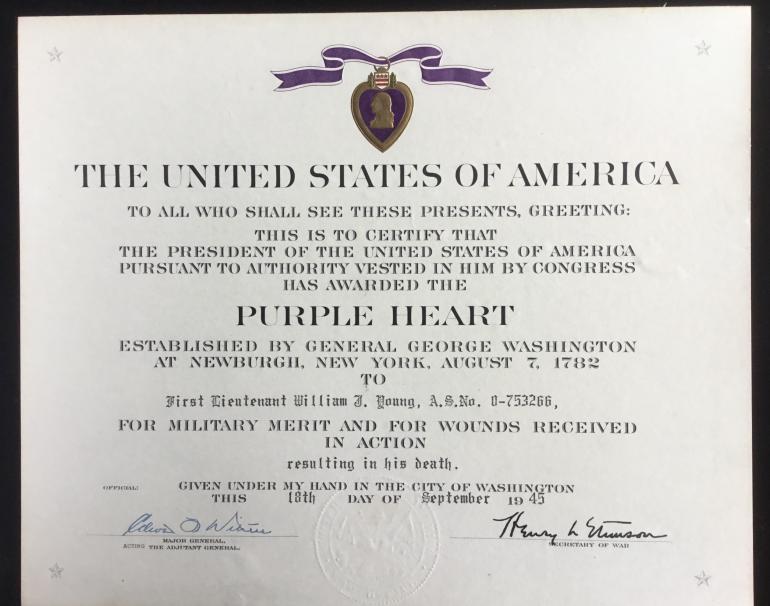 THE UNITED STATES OF AMERICA
TO ALL WHO SHALL SEE THESE PRESENTS, GREETING:
THIS IS TO CERTIFY THAT
THE PRESIDENT OF THE UNITED STATES OF AMERICA
PURSUANT TO AUTHORITY VESTED IN HIM BY CONGRESS
HAS AWARDED THE
PURPLE HEART
ESTABLISHED BY GENERAL GEORGE WASHINGTON
AT NEWBURGH, NEW YORK, AUGUST 7, 1782
TO
First Lieutenant William J. Young, A.S.No. O-753266,
FOR MILITARY MERIT AND FOR WOUNDS RECEIVED
IN ACTION
resulting in his death.
OFFICIAL: GIVEN UNDER MY HAND IN THE CITY OF WASHINGTON
THIS 18th DAY OF September 1945
Henry L Stimson
MAJOR GENERAL.
ACTING THE ADJUTANT GENERAL.
SECRETARY OF WAR